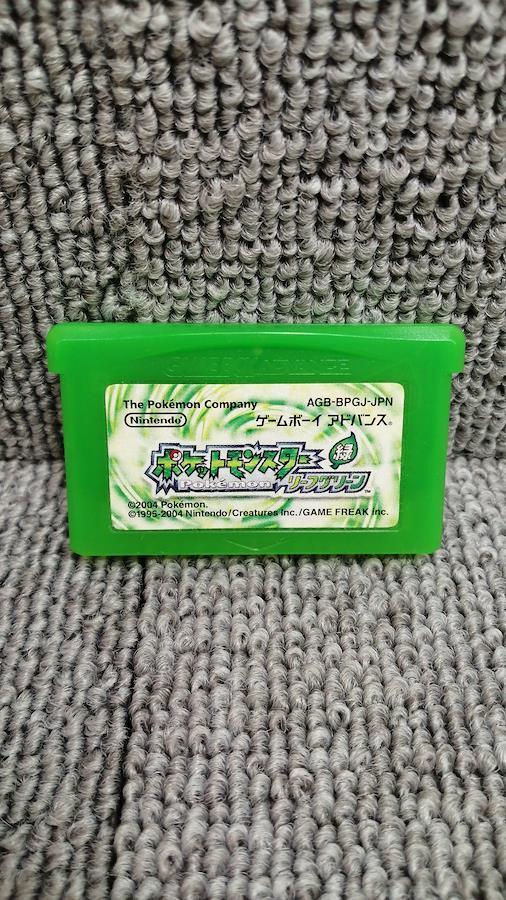 GAME BOY ADVANCE
The Pokémon Company
AGB-BPGJ-JPN
Nintendo
ゲームボーイ アドバンス®
ポケットモンスター
緑
Pokémon
リーフグリーン™
©2004 Pokémon.
©1995-2004 Nintendo/Creatures inc./GAME FREAK inc.